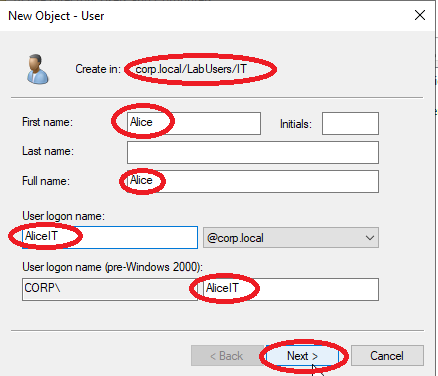 New Object - User
Create in: corp.local/LabUsers/IT
First name: Alice Initials:
Last name:
Full name: Alice
User logon name:
AliceIT @corp.local
User logon name (pre-Windows 2000):
CORP\ AliceIT
< Back Next > Cancel